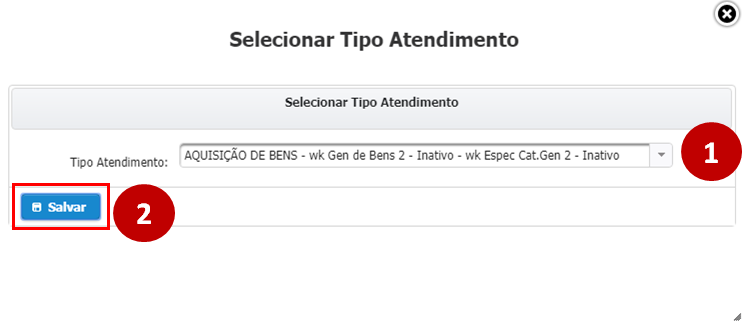 Selecionar Tipo Atendimento
Selecionar Tipo Atendimento
Tipo Atendimento: AQUISIÇÃO DE BENS - wk Gen de Bens 2 - Inativo - wk Espec Cat.Gen 2 - Inativo 1
Salvar 2